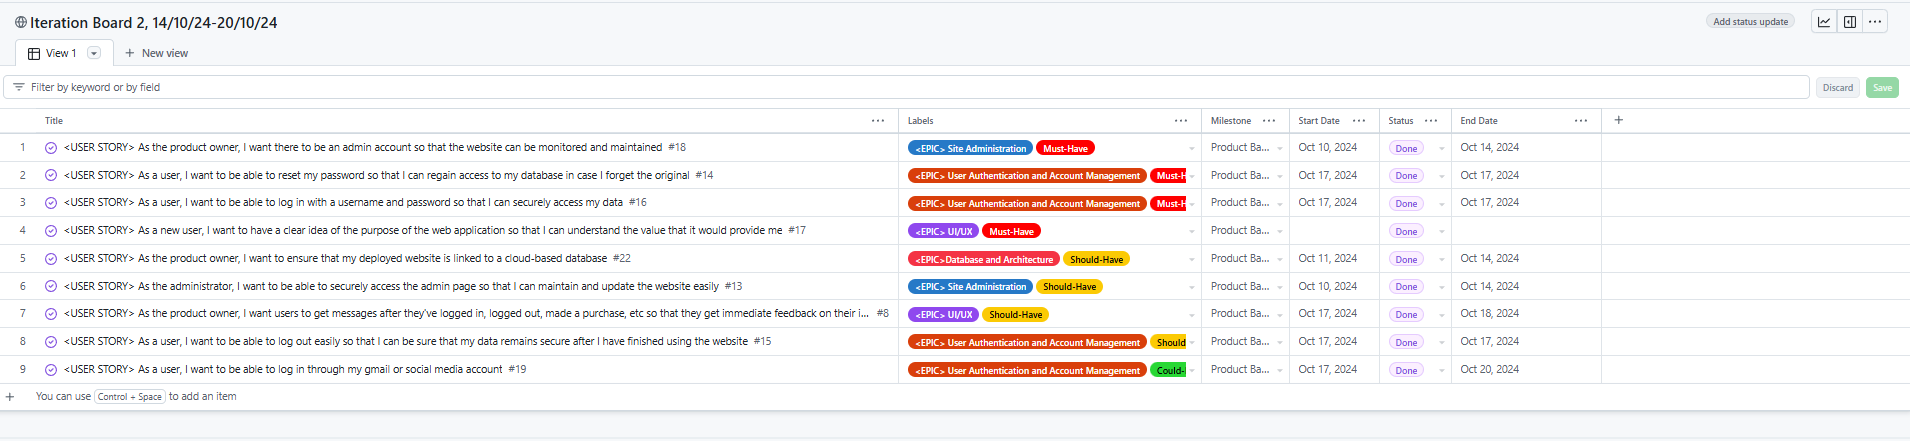 Iteration Board 2, 14/10/24-20/10/24
Add status update
View 1
New view
Filter by keyword or by field
Discard
Save
Title Labels Milestone Start Date Status End Date
1 <USER STORY> As the product owner, I want there to be an admin account so that the website can be monitored and maintained #18 <EPIC> Site Administration Must-Have Product Ba... Oct 10, 2024 Done Oct 14, 2024
2 <USER STORY> As a user, I want to be able to reset my password so that I can regain access to my database in case I forget the original #14 <EPIC> User Authentication and Account Management Must-H Product Ba... Oct 17, 2024 Done Oct 17, 2024
3 <USER STORY> As a user, I want to be able to log in with a username and password so that I can securely access my data #16 <EPIC> User Authentication and Account Management Must-H Product Ba... Oct 17, 2024 Done Oct 17, 2024
4 <USER STORY> As a new user, I want to have a clear idea of the purpose of the web application so that I can understand the value that it would provide me #17 <EPIC> UI/UX Must-Have Product Ba... Done
5 <USER STORY> As the product owner, I want to ensure that my deployed website is linked to a cloud-based database #22 <EPIC>Database and Architecture Should-Have Product Ba... Oct 11, 2024 Done Oct 14, 2024
6 <USER STORY> As the administrator, I want to be able to securely access the admin page so that I can maintain and update the website easily #13 <EPIC> Site Administration Should-Have Product Ba... Oct 10, 2024 Done Oct 14, 2024
7 <USER STORY> As the product owner, I want users to get messages after they've logged in, logged out, made a purchase, etc so that they get immediate feedback on their i... #8 <EPIC> UI/UX Should-Have Product Ba... Oct 17, 2024 Done Oct 18, 2024
8 <USER STORY> As a user, I want to be able to log out easily so that I can be sure that my data remains secure after I have finished using the website #15 <EPIC> User Authentication and Account Management Should Product Ba... Oct 17, 2024 Done Oct 17, 2024
9 <USER STORY> As a user, I want to be able to log in through my gmail or social media account #19 <EPIC> User Authentication and Account Management Could- Product Ba... Oct 17, 2024 Done Oct 20, 2024
You can use Control + Space to add an item